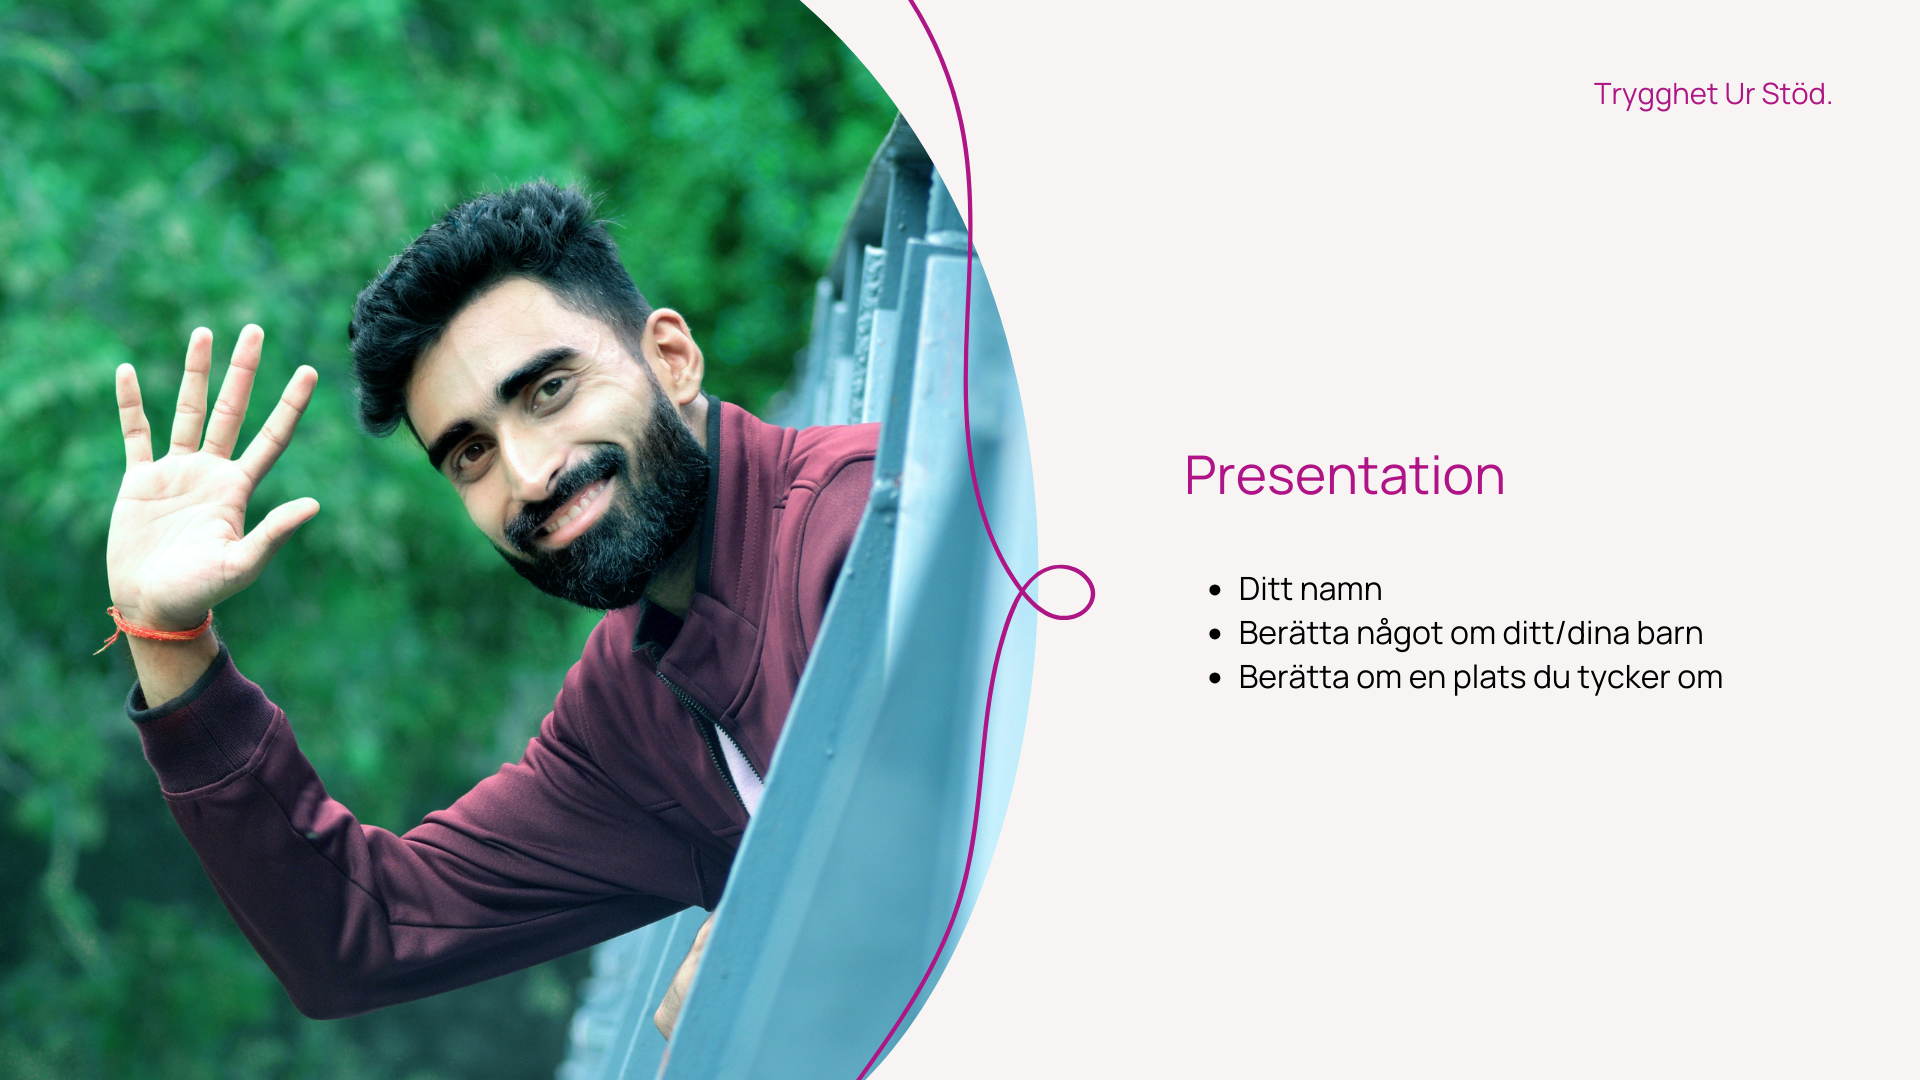 Trygghet Ur Stöd.
Presentation
• Ditt namn
• Berätta något om ditt/dina barn
• Berätta om en plats du tycker om